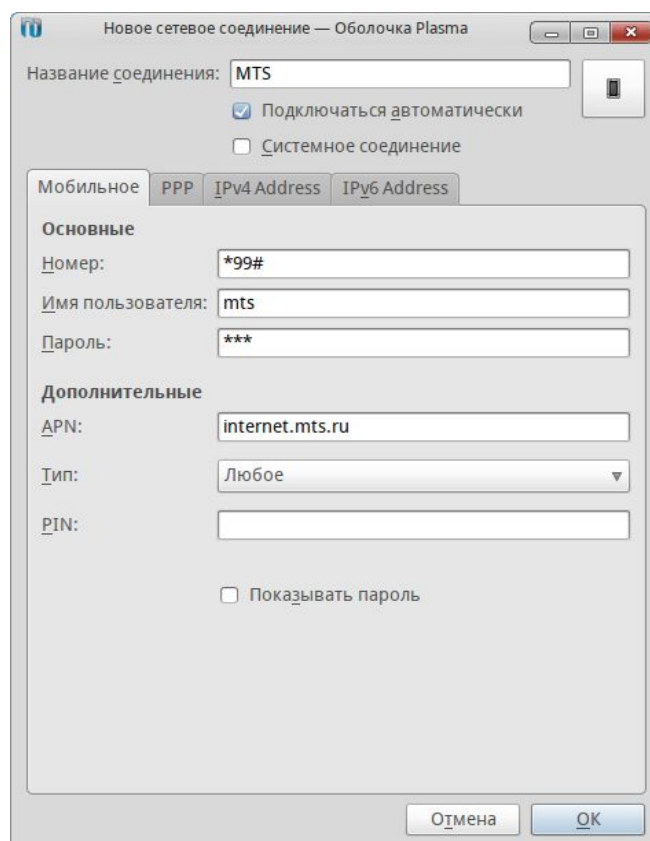 Новое сетевое соединение — Оболочка Plasma
Название соединения: MTS
Подключаться автоматически
Системное соединение
Мобильное PPP IPv4 Address IPv6 Address
Основные
Номер: *99#
Имя пользователя: mts
Пароль: ***
Дополнительные
APN: internet.mts.ru
Тип: Любое
PIN:
Показывать пароль
Отмена OK